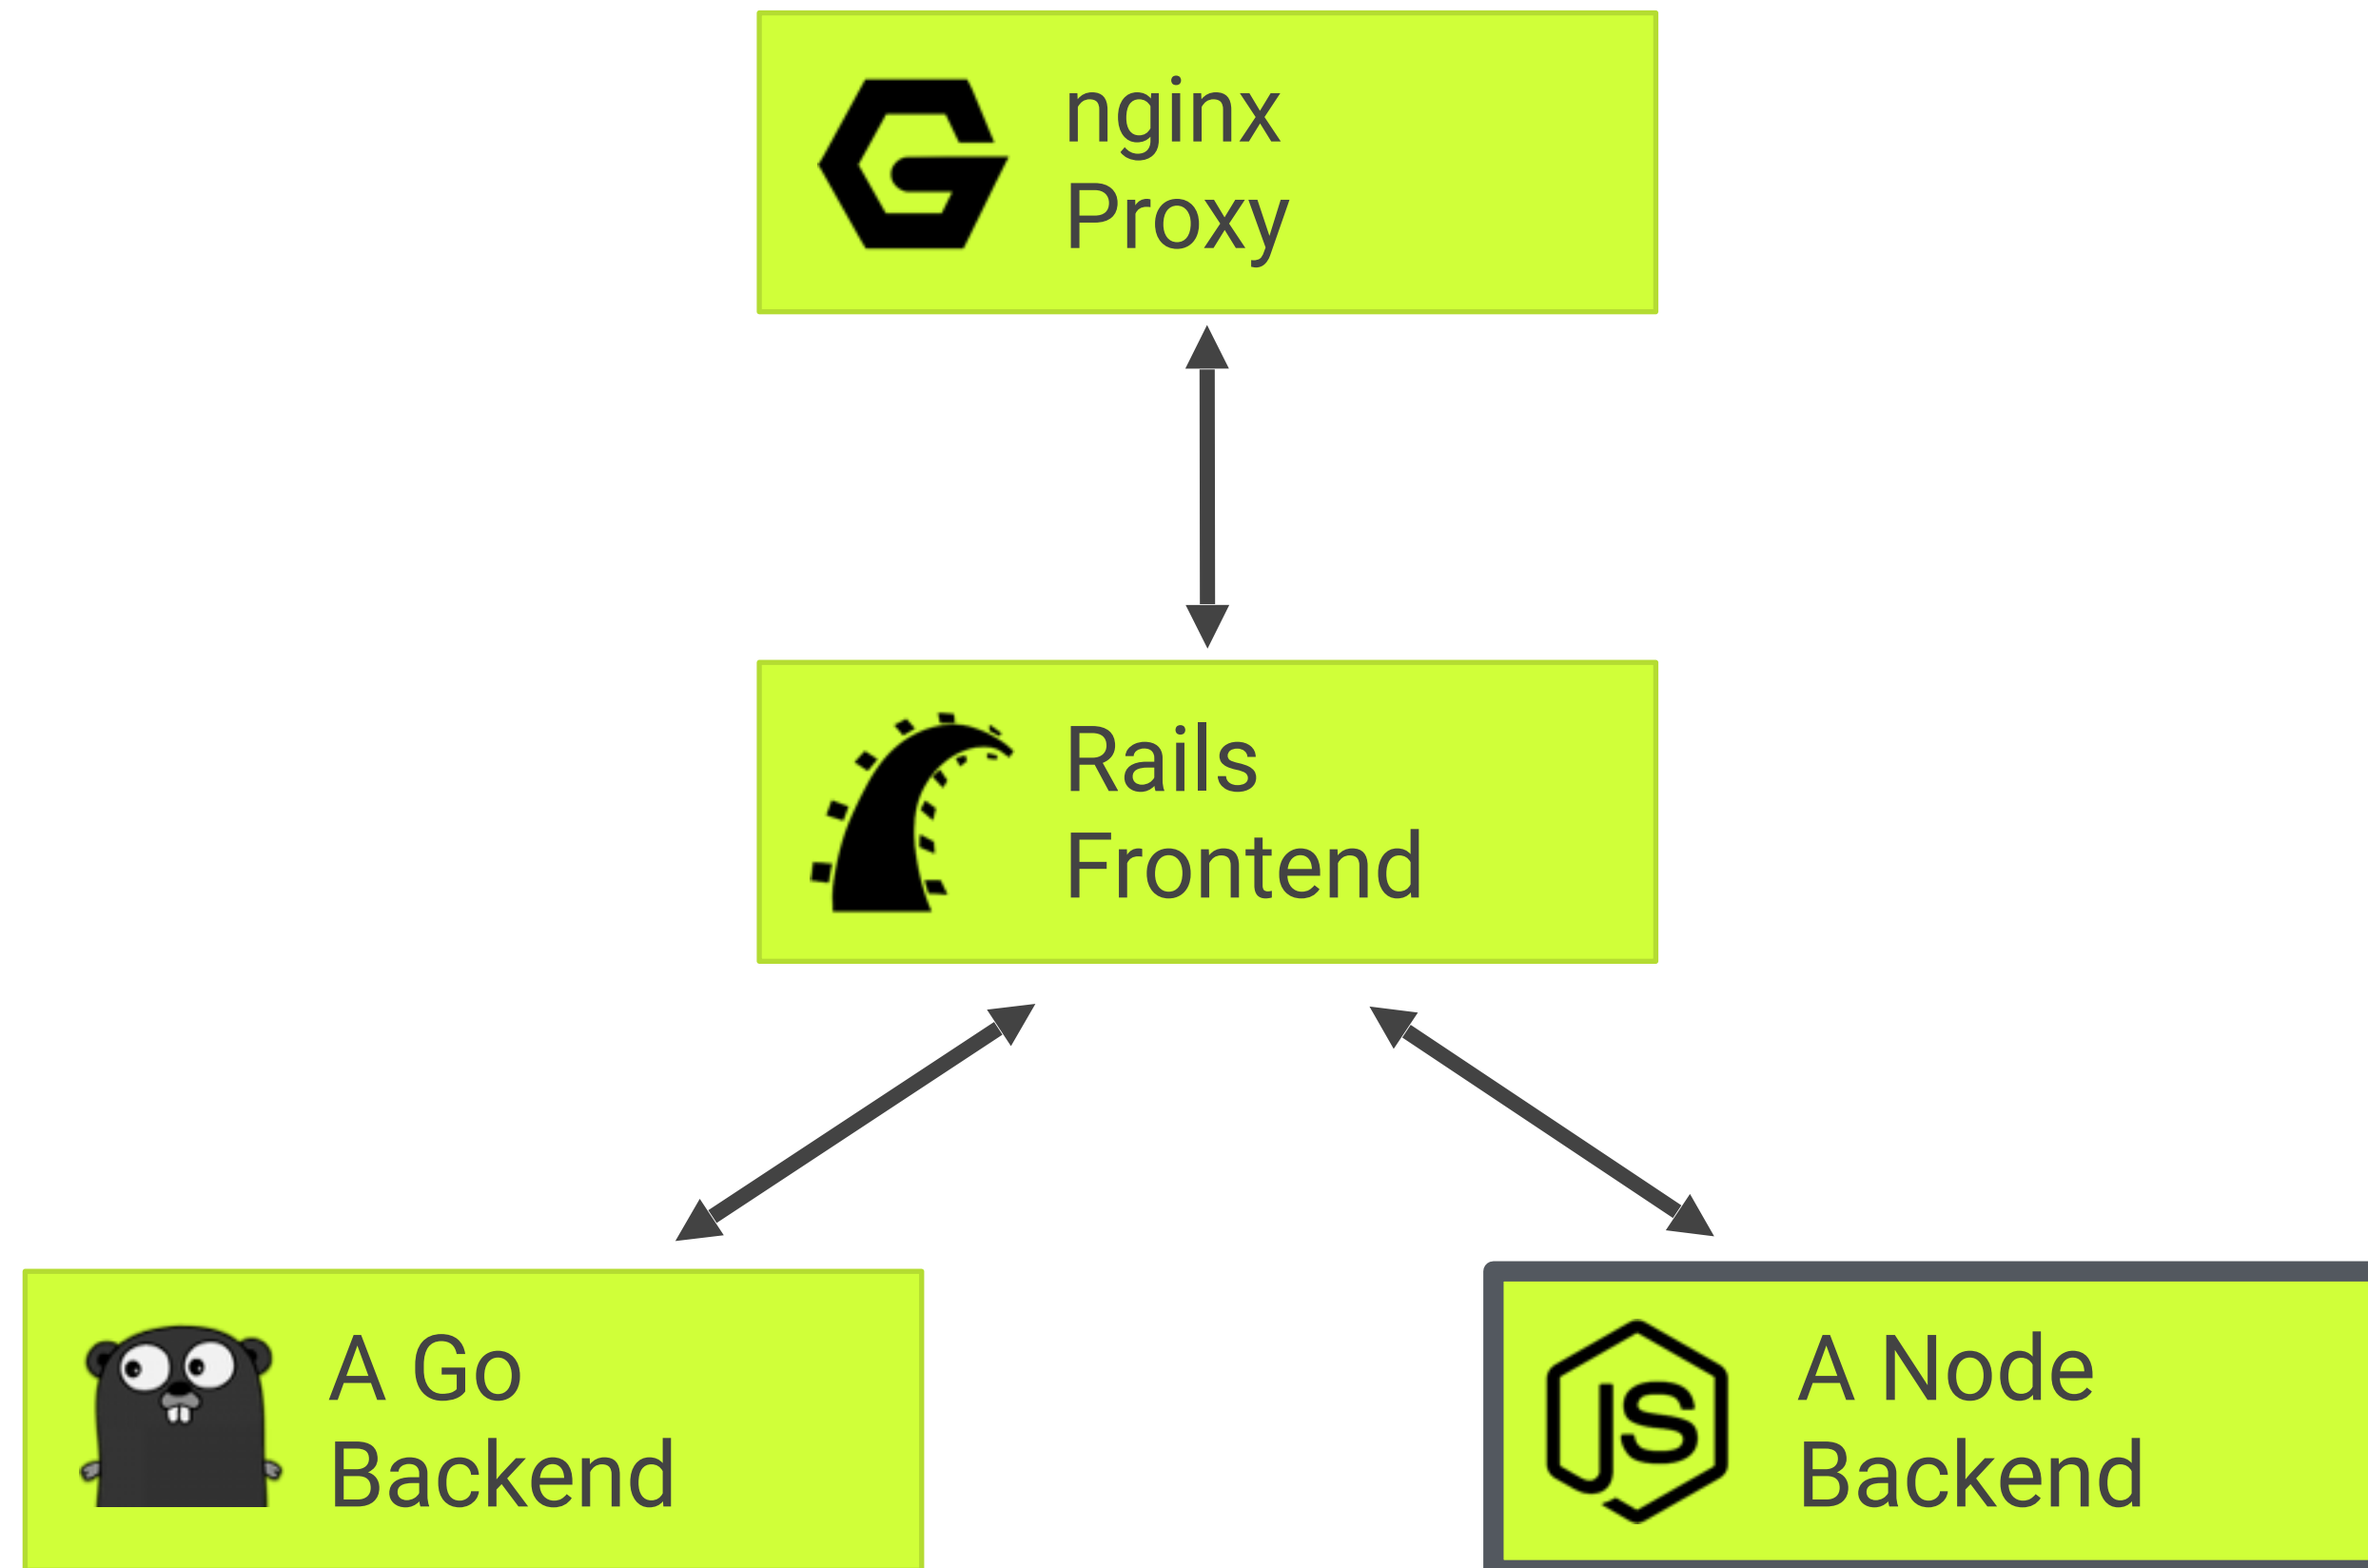 nginx
Proxy
Rails
Frontend
A Go
Backend
JS
A Node
Backend